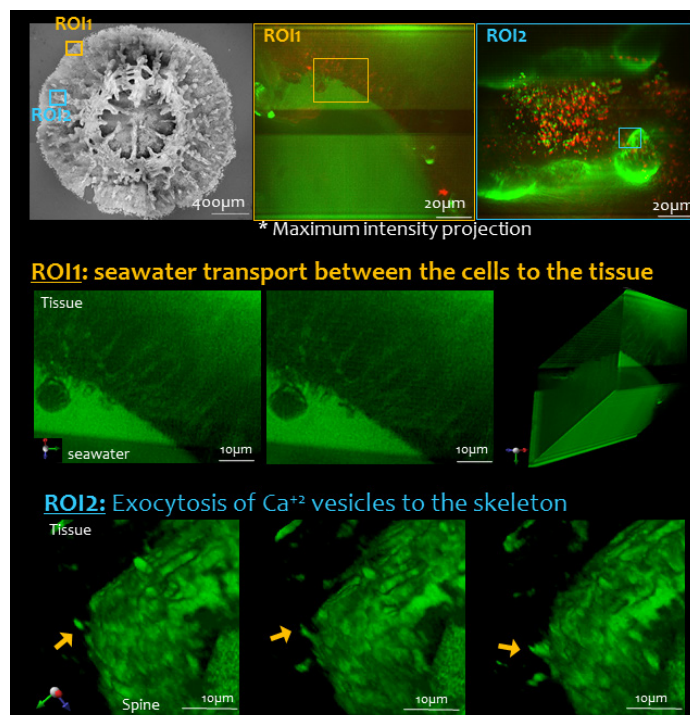 ROI1
ROI2
400µm
ROI1
20µm
ROI2
20µm
* Maximum intensity projection
ROI1: seawater transport between the cells to the tissue
Tissue
seawater
10µm
10µm
ROI2: Exocytosis of Ca⁺² vesicles to the skeleton
Tissue
Spine
10µm
10µm
10µm